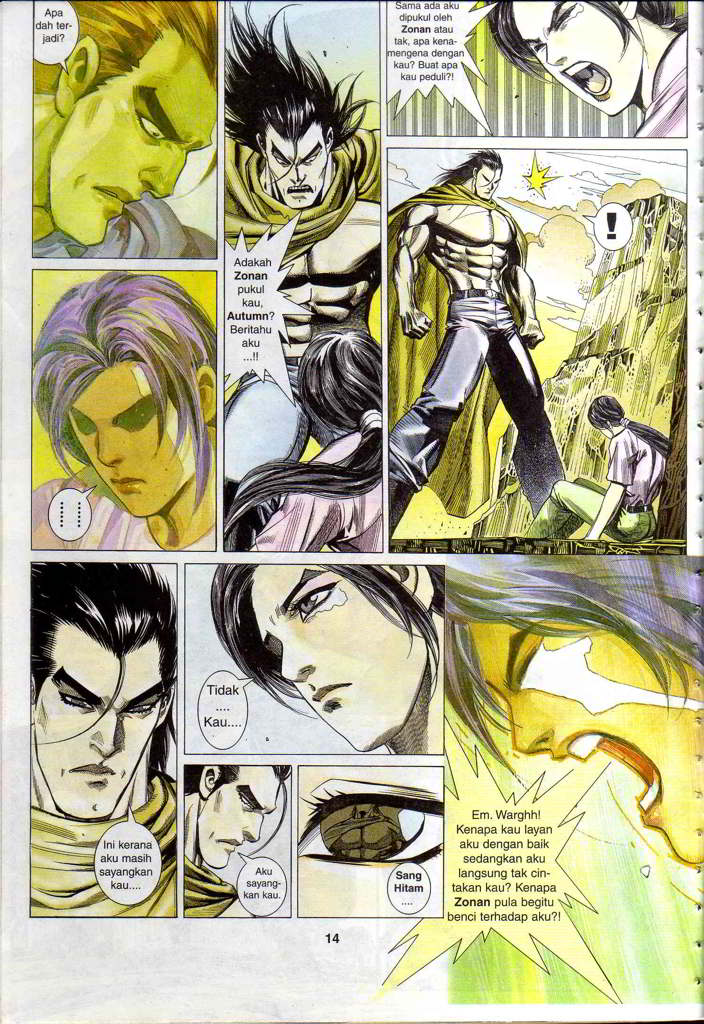 Apa
dah ter-
jadi?
Adakah
Zonan
pukul
kau,
Autumn?
Beritahu
aku
...!!
Sama ada aku
dipukul oleh
Zonan atau
tak, apa kena-
mengena dengan
kau? Buat apa
kau peduli?!
!
Ini kerana
aku masih
sayangkan
kau....
Tidak
....
Kau....
Aku
sayang-
kan kau.
Sang
Hitam
....
Em. Warghh!
Kenapa kau layan
aku dengan baik
sedangkan aku
langsung tak cin-
takan kau? Kenapa
Zonan pula begitu
benci terhadap aku?!
14